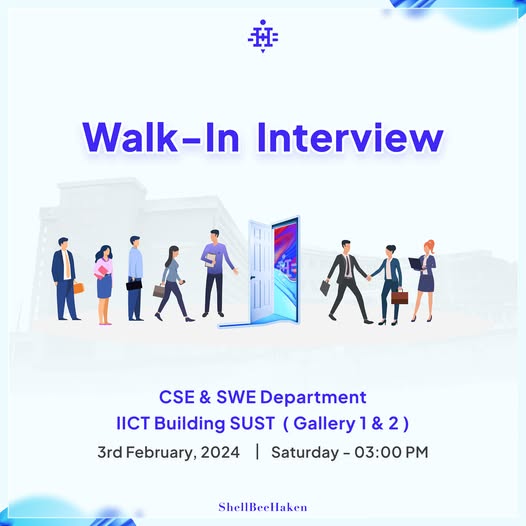 Walk-In Interview
CSE & SWE Department
IICT Building SUST ( Gallery 1 & 2 )
3rd February, 2024 | Saturday - 03:00 PM
ShellBeeHaken